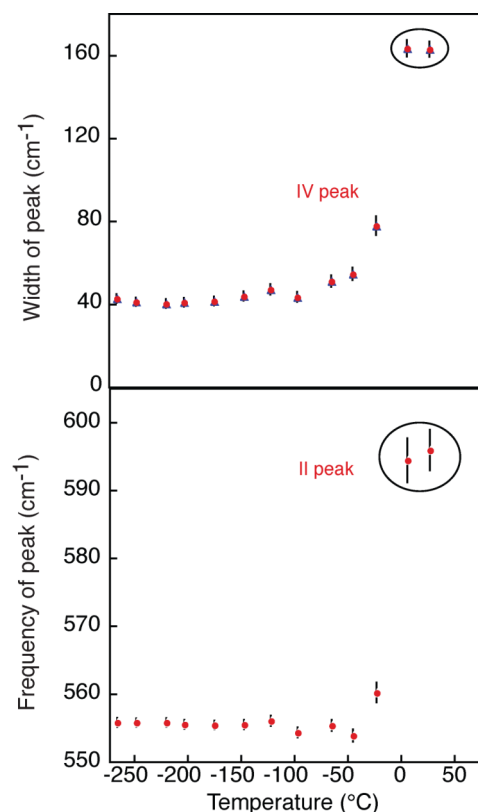 Width of peak (cm-1)
160
120
80
40
0
IV peak
Frequency of peak (cm-1)
600
590
580
570
560
550
II peak
-250 -200 -150 -100 -50 0 50
Temperature (°C)